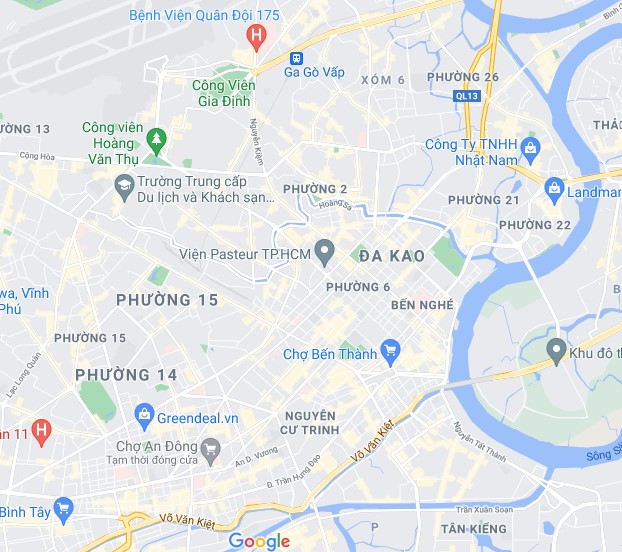 Bệnh Viện Quân Đội 175
Ga Gò Vấp
XÓM 6
PHƯỜNG 26
Công Viên
Gia Định
QL13
Bình
Công viên
Hoàng
Văn Thụ
Nguyễn Kiệm
Công Ty TNHH
Nhật Nam
Cộng Hòa
Trường Trung cấp
Du lịch và Khách sạn...
PHƯỜNG 2
Hoàng Sa
PHƯỜNG 21
Landmar
PHƯỜNG 22
Viện Pasteur TP.HCM
ĐA KAO
PHƯỜNG 6
BẾN NGHÉ
wa, Vĩnh
Phú
PHƯỜNG 15
PHƯỜNG 15
Chợ Bến Thành
Khu đô th
Lạc Long Quân
PHƯỜNG 14
Greendeal.vn
NGUYỄN
CƯ TRINH
Võ Văn Kiệt
Nguyễn Tất Thành
Chợ An Đông
Tạm thời đóng cửa
An D. Vương
Sông
Đ. Trần Hưng Đạo
Bình Tây
Võ Văn Kiệt
Trần Xuân Soạn
P
TÂN KIỂNG
Google